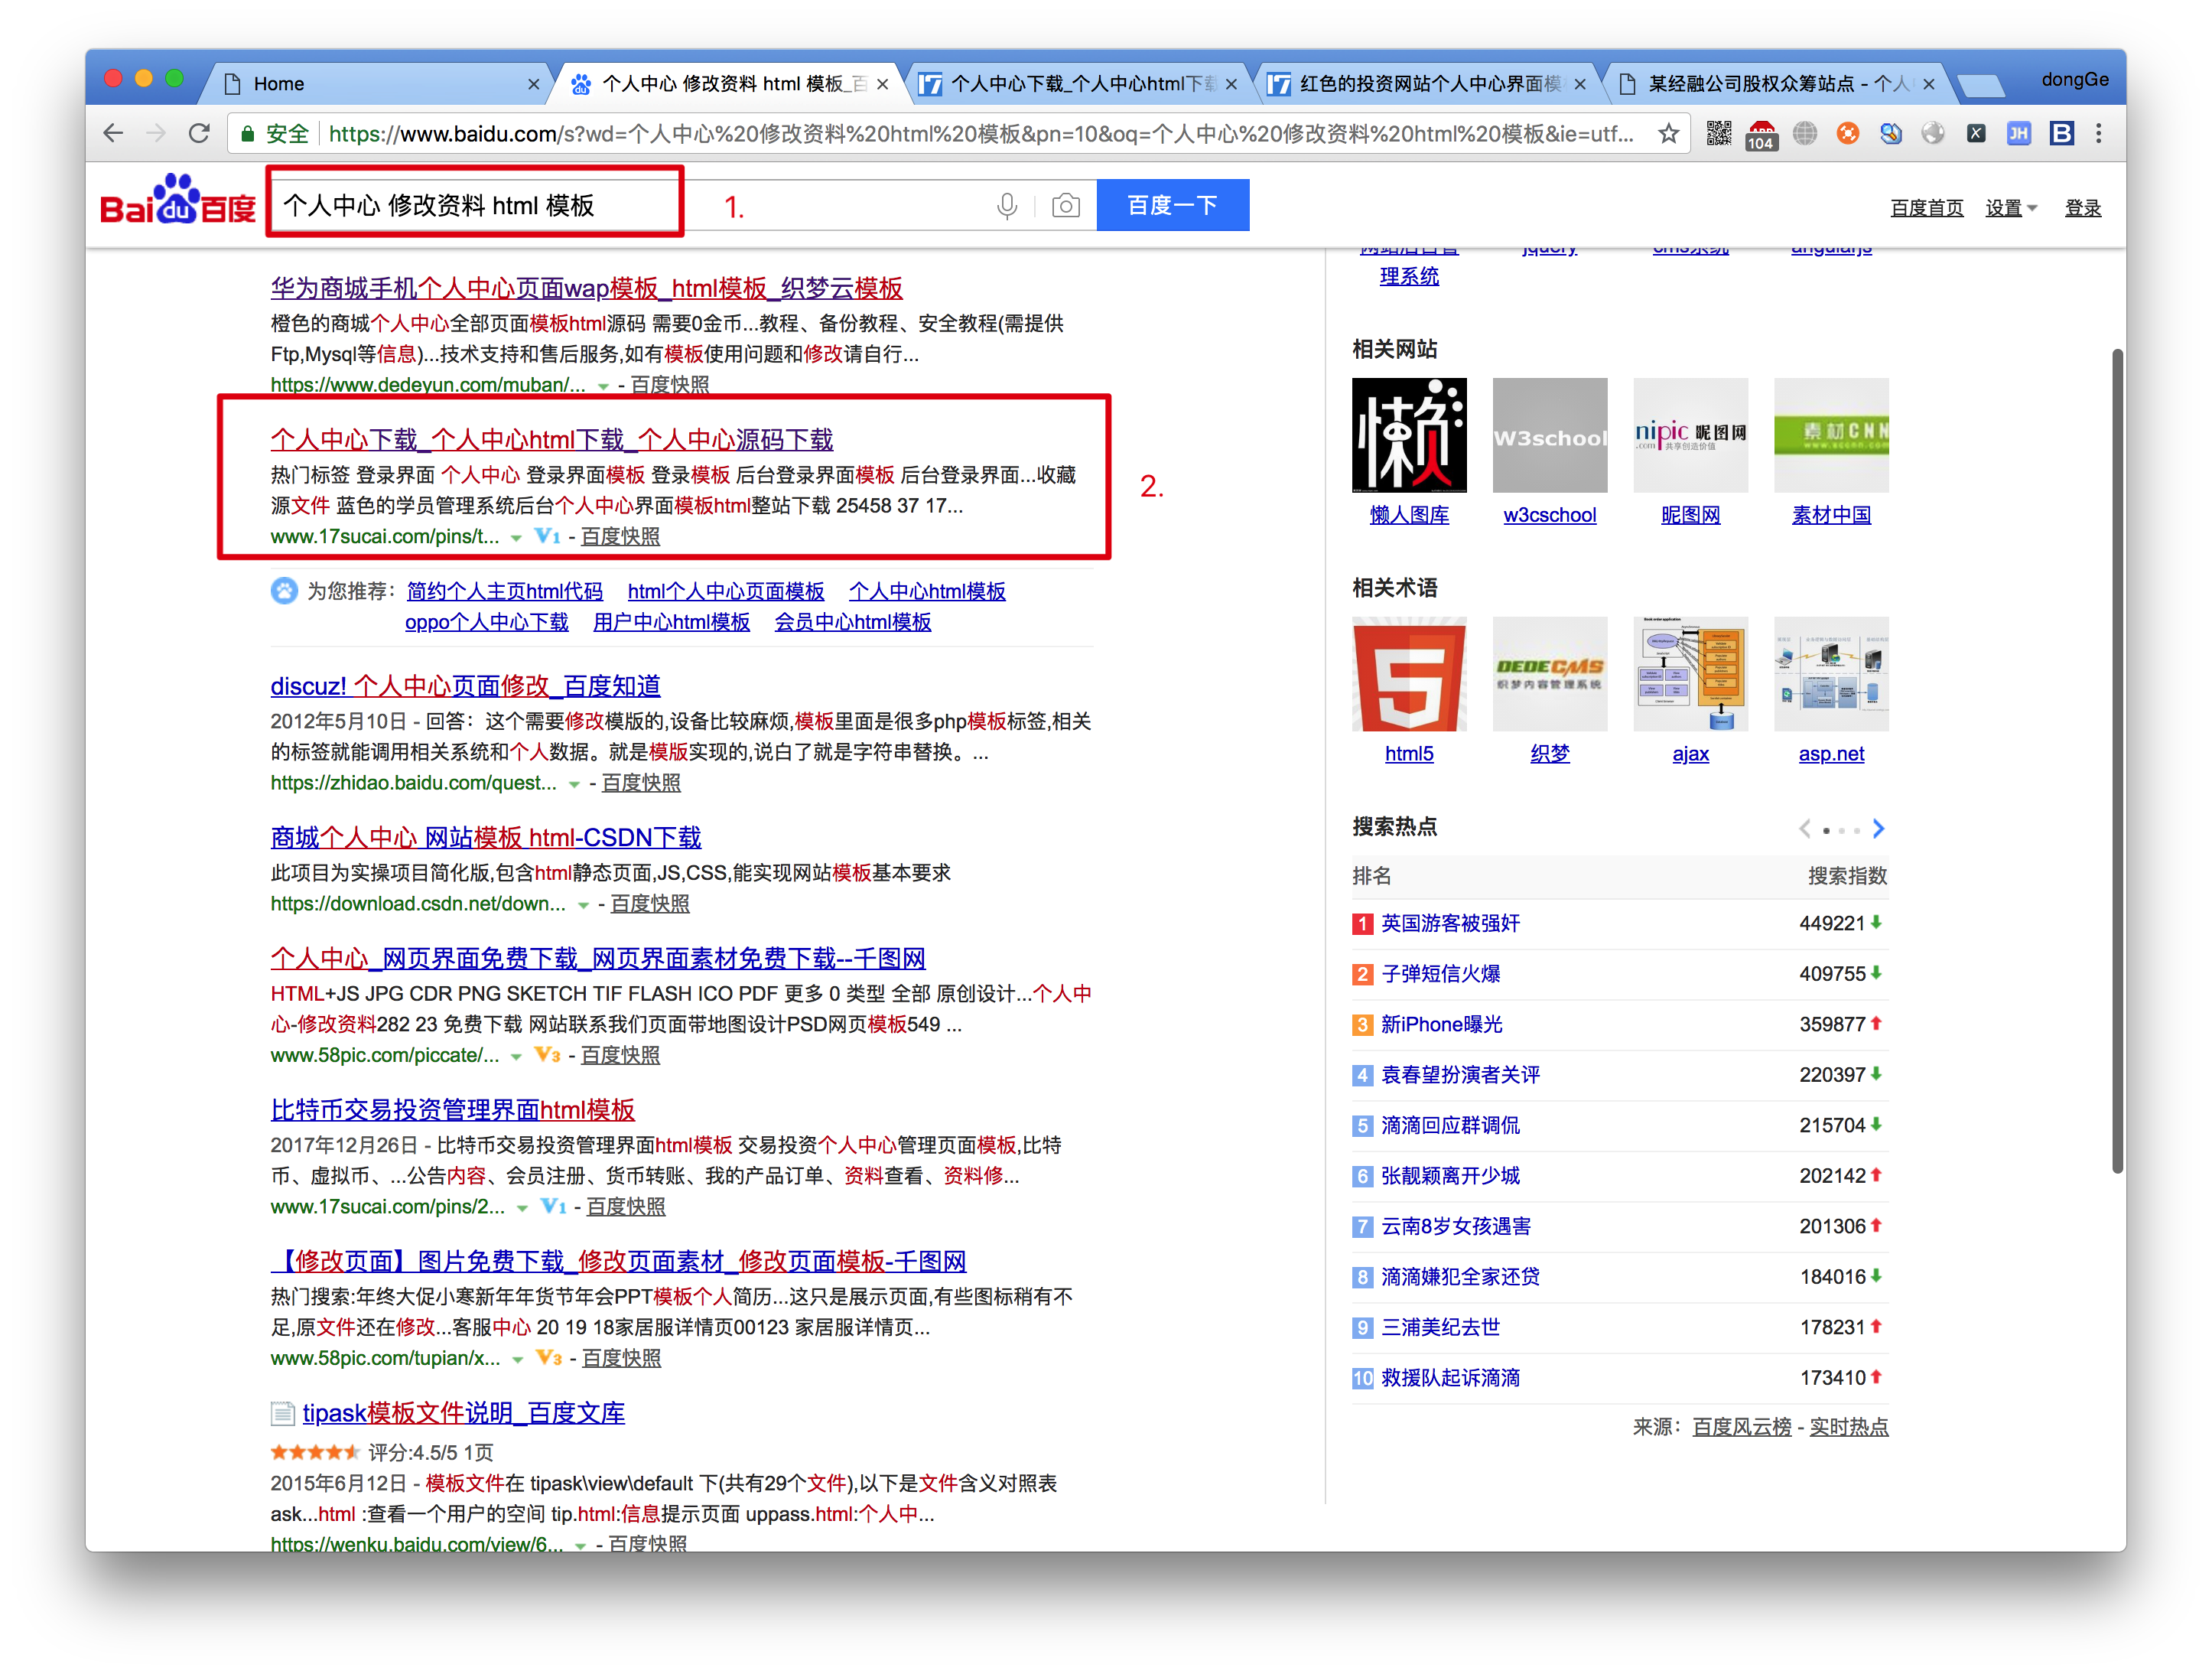 Home
个人中心 修改资料 html 模板_百
个人中心下载_个人中心html下载
红色的投资网站个人中心界面模
某经融公司股权众筹站点 - 个人
dongGe
安全
https://www.baidu.com/s?wd=个人中心%20修改资料%20html%20模板&pn=10&oq=个人中心%20修改资料%20html%20模板&ie=utf...
104
JH
B
Bai du 百度
个人中心 修改资料 html 模板
1.
百度一下
百度首页
设置
登录
华为商城手机个人中心页面wap模板_html模板_织梦云模板
橙色的商城个人中心全部页面模板html源码 需要0金币...教程、备份教程、安全教程(需提供
Ftp,Mysql等信息)...技术支持和售后服务,如有模板使用问题和修改请自行...
https://www.dedeyun.com/muban/... - 百度快照
个人中心下载_个人中心html下载_个人中心源码下载
热门标签 登录界面 个人中心 登录界面模板 登录模板 后台登录界面模板 后台登录界面...收藏
源文件 蓝色的学员管理系统后台个人中心界面模板html整站下载 25458 37 17...
www.17sucai.com/pins/t... V1 - 百度快照
2.
为您推荐： 简约个人主页html代码 html个人中心页面模板 个人中心html模板
oppo个人中心下载 用户中心html模板 会员中心html模板
discuz! 个人中心页面修改_百度知道
2012年5月10日 - 回答：这个需要修改模版的,设备比较麻烦,模板里面是很多php模板标签,相关
的标签就能调用相关系统和个人数据。就是模版实现的,说白了就是字符串替换。...
https://zhidao.baidu.com/quest... - 百度快照
商城个人中心 网站模板 html-CSDN下载
此项目为实操项目简化版,包含html静态页面,JS,CSS,能实现网站模板基本要求
https://download.csdn.net/down... - 百度快照
个人中心_网页界面免费下载_网页界面素材免费下载--千图网
HTML+JS JPG CDR PNG SKETCH TIF FLASH ICO PDF 更多 0 类型 全部 原创设计...个人中
心-修改资料282 23 免费下载 网站联系我们页面带地图设计PSD网页模板549 ...
www.58pic.com/piccate/... V3 - 百度快照
比特币交易投资管理界面html模板
2017年12月26日 - 比特币交易投资管理界面html模板 交易投资个人中心管理页面模板,比特
币、虚拟币、...公告内容、会员注册、货币转账、我的产品订单、资料查看、资料修...
www.17sucai.com/pins/2... V1 - 百度快照
【修改页面】图片免费下载_修改页面素材_修改页面模板-千图网
热门搜索:年终大促小寒新年年货节年会PPT模板个人简历...这只是展示页面,有些图标稍有不
足,原文件还在修改...客服中心 20 19 18家居服详情页00123 家居服详情页...
www.58pic.com/tupian/x... V3 - 百度快照
tipask模板文件说明_百度文库
评分:4.5/5 1页
2015年6月12日 - 模板文件在 tipask\view\default 下(共有29个文件),以下是文件含义对照表
ask...html :查看一个用户的空间 tip.html:信息提示页面 uppass.html:个人中...
https://wenku.baidu.com/view/6... - 百度快照
网站后台管 jquery cms系统 angularjs
理系统
相关网站
懒人
W3school
nipic 昵图网
.com 共享创造价值
素材CNN
www.sccnn.com
懒人图库 w3cschool 昵图网 素材中国
相关术语
5
DEDECMS
织梦内容管理系统
html5 织梦 ajax asp.net
搜索热点
排名 搜索指数
1 英国游客被强奸 449221
2 子弹短信火爆 409755
3 新iPhone曝光 359877
4 袁春望扮演者关评 220397
5 滴滴回应群调侃 215704
6 张靓颖离开少城 202142
7 云南8岁女孩遇害 201306
8 滴滴嫌犯全家还贷 184016
9 三浦美纪去世 178231
10 救援队起诉滴滴 173410
来源：百度风云榜 - 实时热点